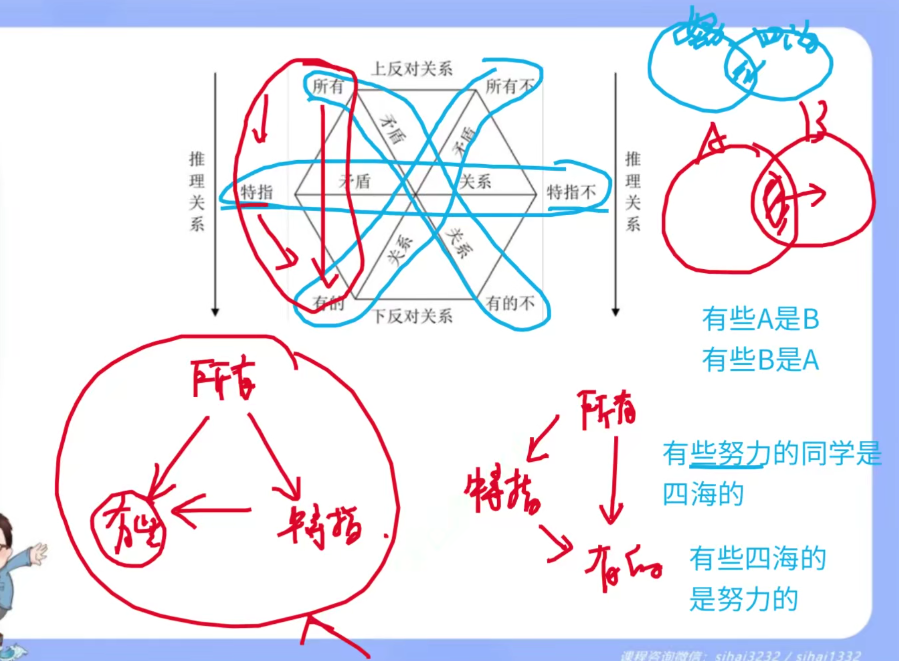 努力
四海
上反对关系
所有
所有不
矛盾
矛盾
A
B
推理关系
推理关系
特指
矛盾
关系
特指不
关系
关系
有的
有的不
下反对关系
有些A是B
有些B是A
所有
有些
特指
所有
特指
有的
有些努力的同学是
四海的
有些四海的
是努力的
课程咨询微信：sihai3232 / sihai1332